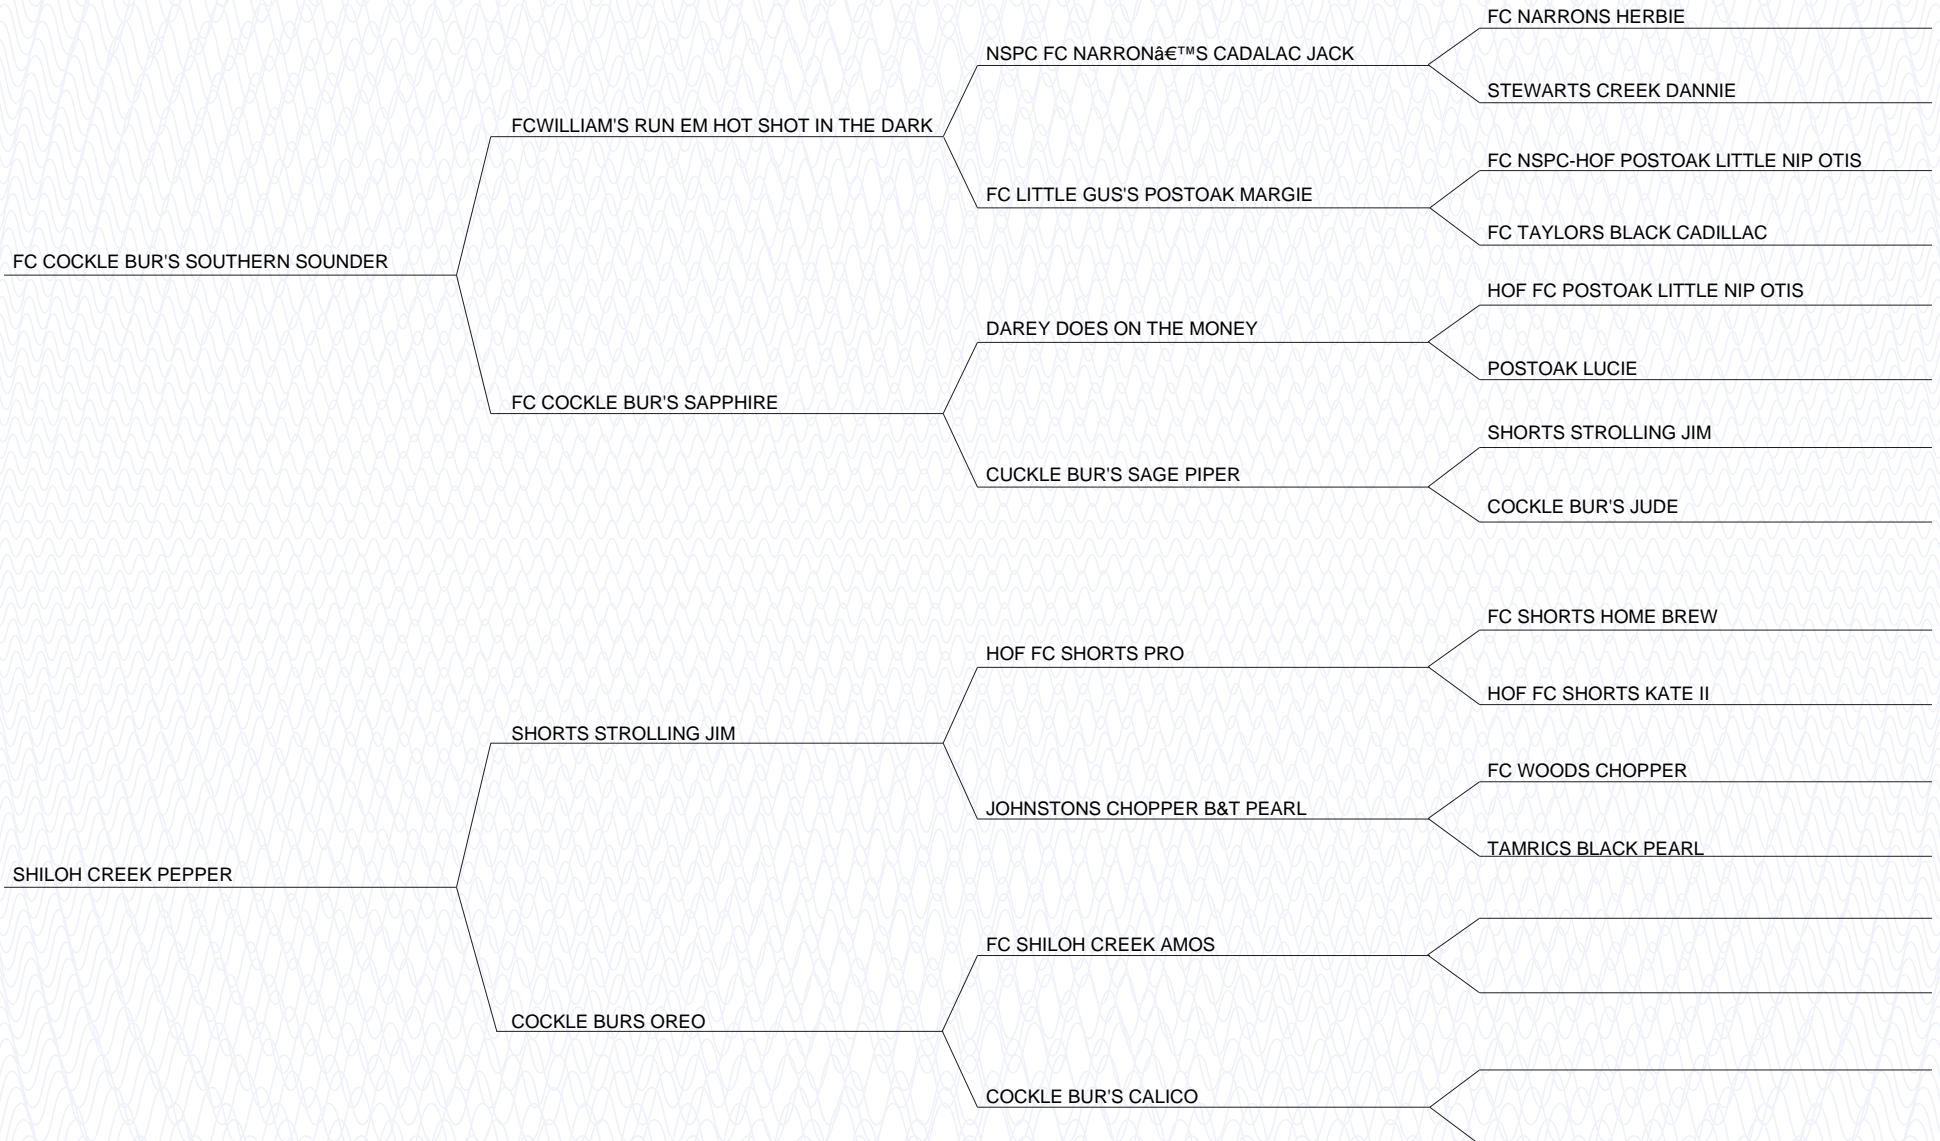 FC NARRONS HERBIE
NSPC FC NARRONâ€™S CADALAC JACK
STEWARTS CREEK DANNIE
FCWILLIAM'S RUN EM HOT SHOT IN THE DARK
FC NSPC-HOF POSTOAK LITTLE NIP OTIS
FC LITTLE GUS'S POSTOAK MARGIE
FC TAYLORS BLACK CADILLAC
FC COCKLE BUR'S SOUTHERN SOUNDER
HOF FC POSTOAK LITTLE NIP OTIS
DAREY DOES ON THE MONEY
POSTOAK LUCIE
FC COCKLE BUR'S SAPPHIRE
SHORTS STROLLING JIM
CUCKLE BUR'S SAGE PIPER
COCKLE BUR'S JUDE
FC SHORTS HOME BREW
HOF FC SHORTS PRO
HOF FC SHORTS KATE II
SHORTS STROLLING JIM
FC WOODS CHOPPER
JOHNSTONS CHOPPER B&T PEARL
TAMRICS BLACK PEARL
SHILOH CREEK PEPPER
FC SHILOH CREEK AMOS
COCKLE BURS OREO
COCKLE BUR'S CALICO